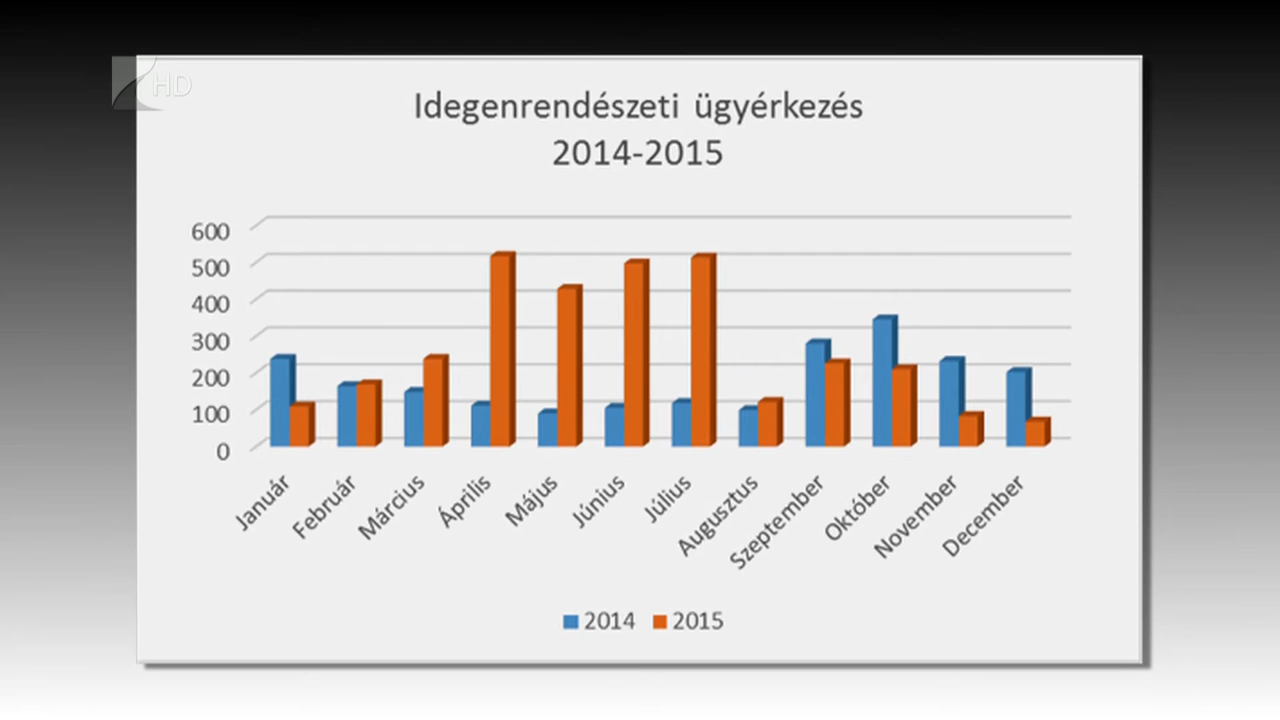 HD
Idegenrendészeti ügyérkezés
2014-2015
600
500
400
300
200
100
0
Január
Február
Március
Április
Május
Június
Július
Augusztus
Szeptember
Október
November
December
2014
2015